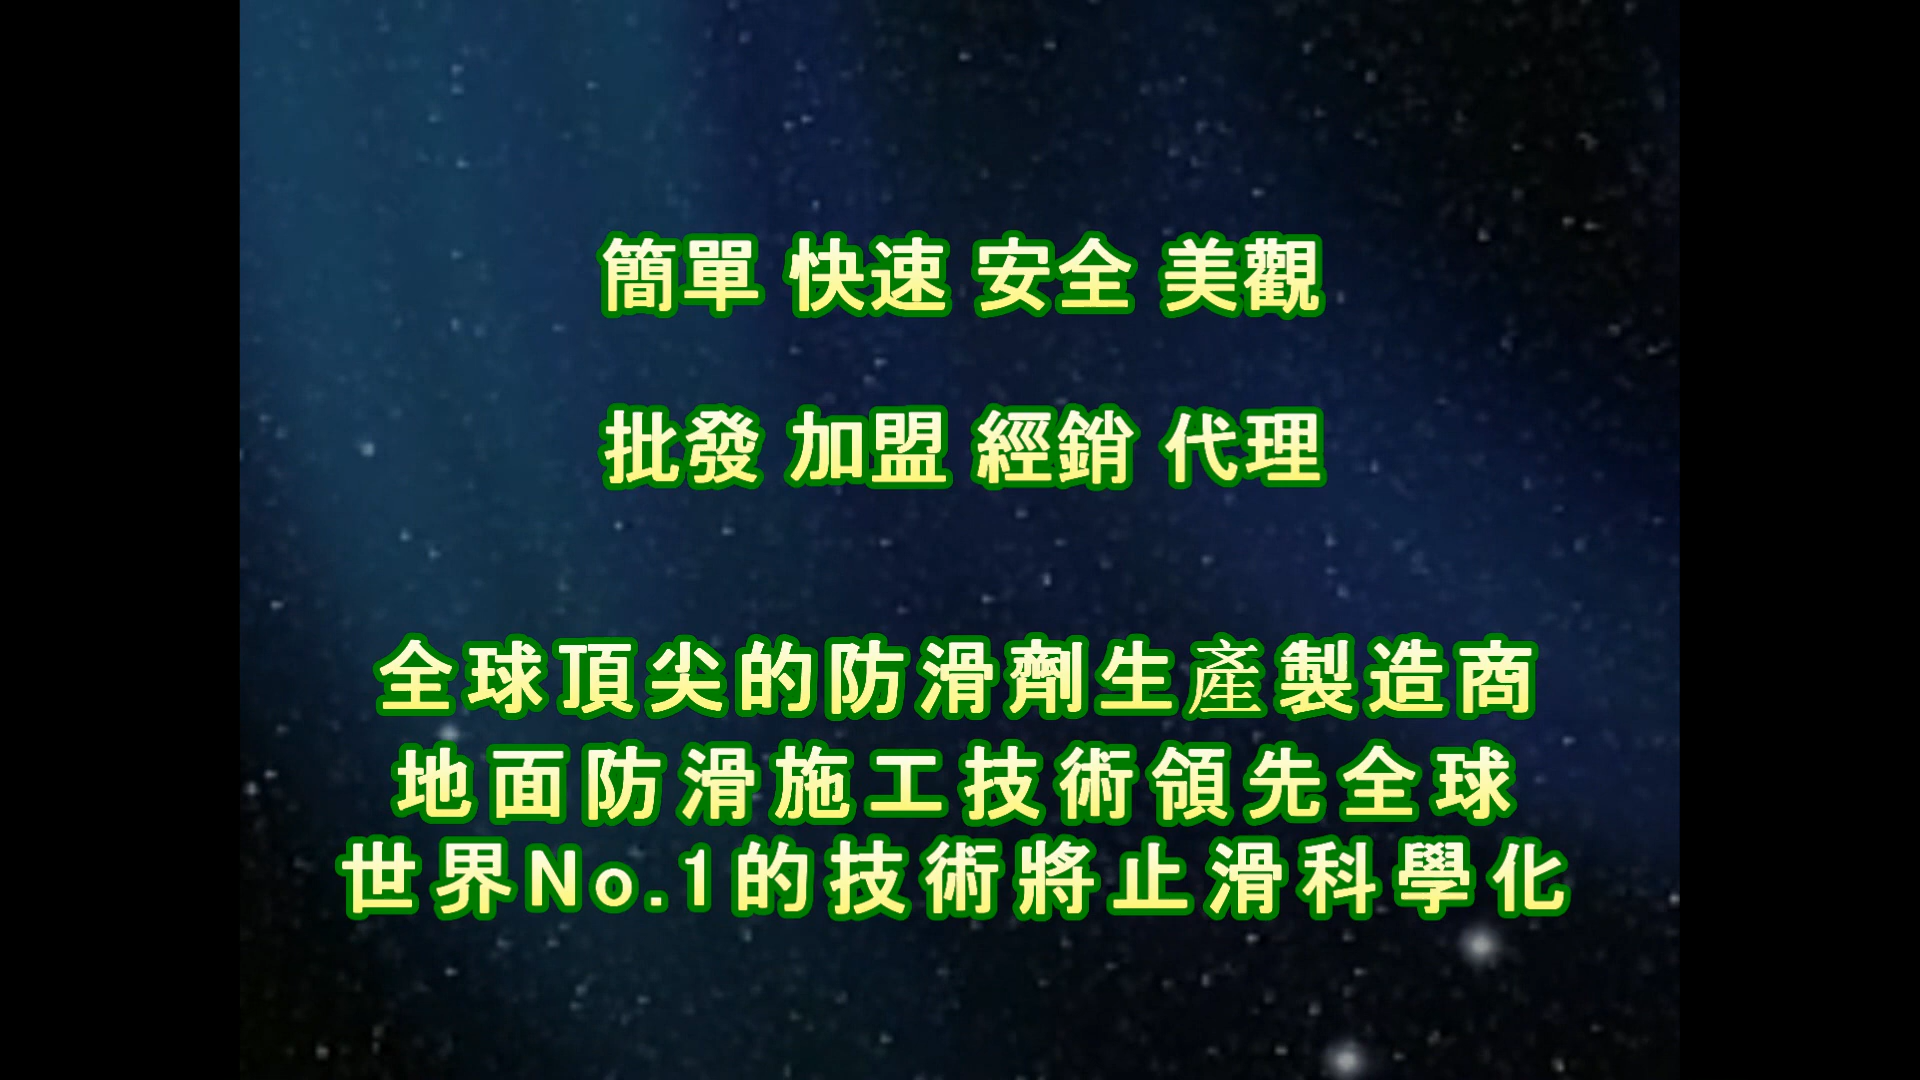 簡單 快速 安全 美觀
批發 加盟 經銷 代理
全球頂尖的防滑劑生產製造商
地面防滑施工技術領先全球
世界No.1的技術將止滑科學化